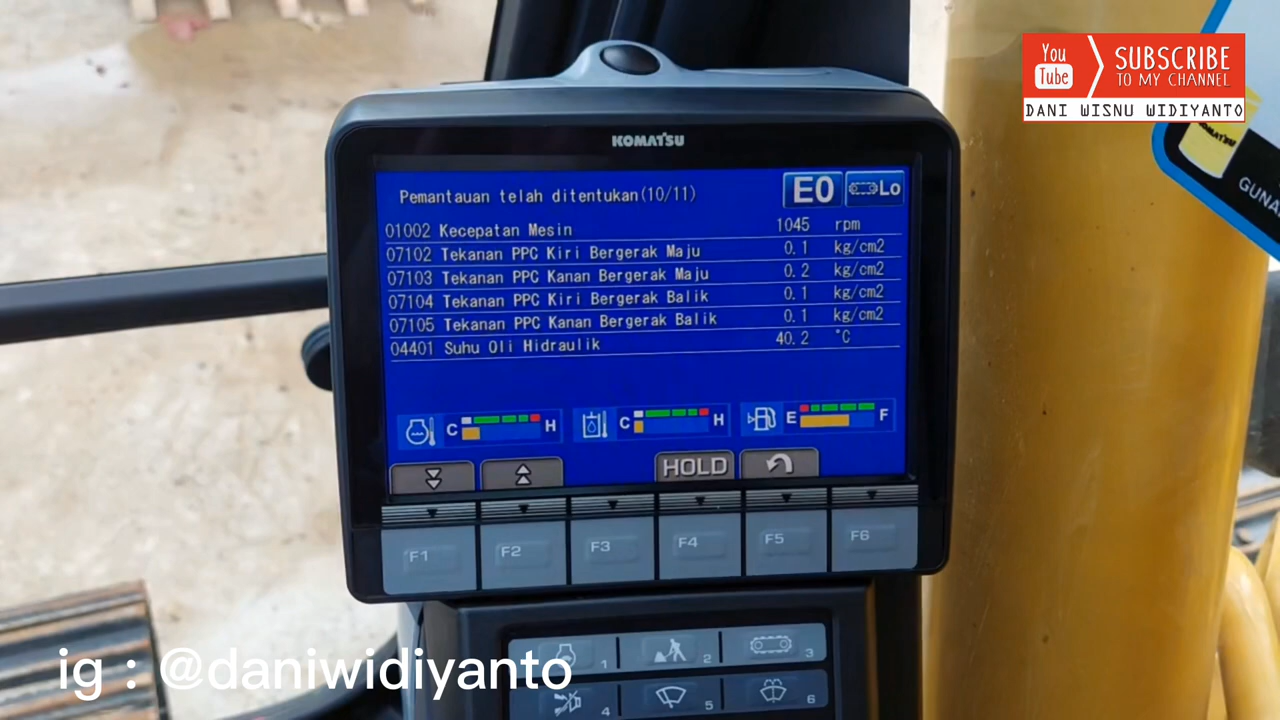 You Tube
SUBSCRIBE
TO MY CHANNEL
DANI WISNU WIDIYANTO
KOMATSU
GUNA
KOMATSU
Pemantauan telah ditentukan(10/11) E0 Lo
01002 Kecepatan Mesin 1045 rpm
07102 Tekanan PPC Kiri Bergerak Maju 0.1 kg/cm2
07103 Tekanan PPC Kanan Bergerak Maju 0.2 kg/cm2
07104 Tekanan PPC Kiri Bergerak Balik 0.1 kg/cm2
07105 Tekanan PPC Kanan Bergerak Balik 0.1 kg/cm2
04401 Suhu Oli Hidraulik 40.2 °C
C H C H E F
HOLD
F1 F2 F3 F4 F5 F6
1 2 3
4 5 6
ig : @daniwidiyanto